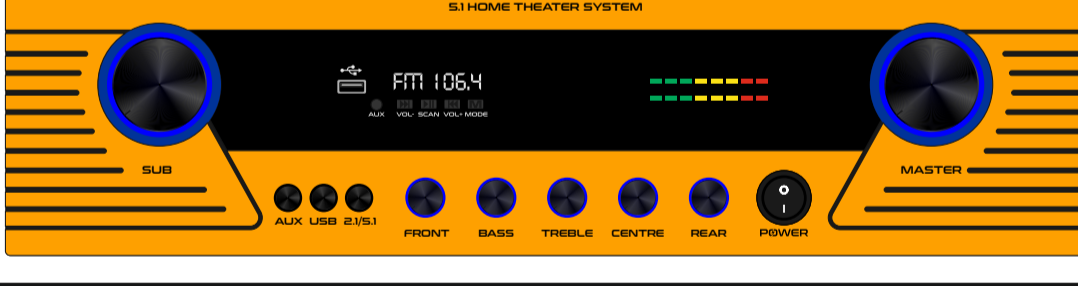 5.1 HOME THEATER SYSTEM
FM 106.4
AUX VOL- SCAN VOL+ MODE
SUB
MASTER
AUX USB 2.1/5.1
FRONT BASS TREBLE CENTRE REAR POWER